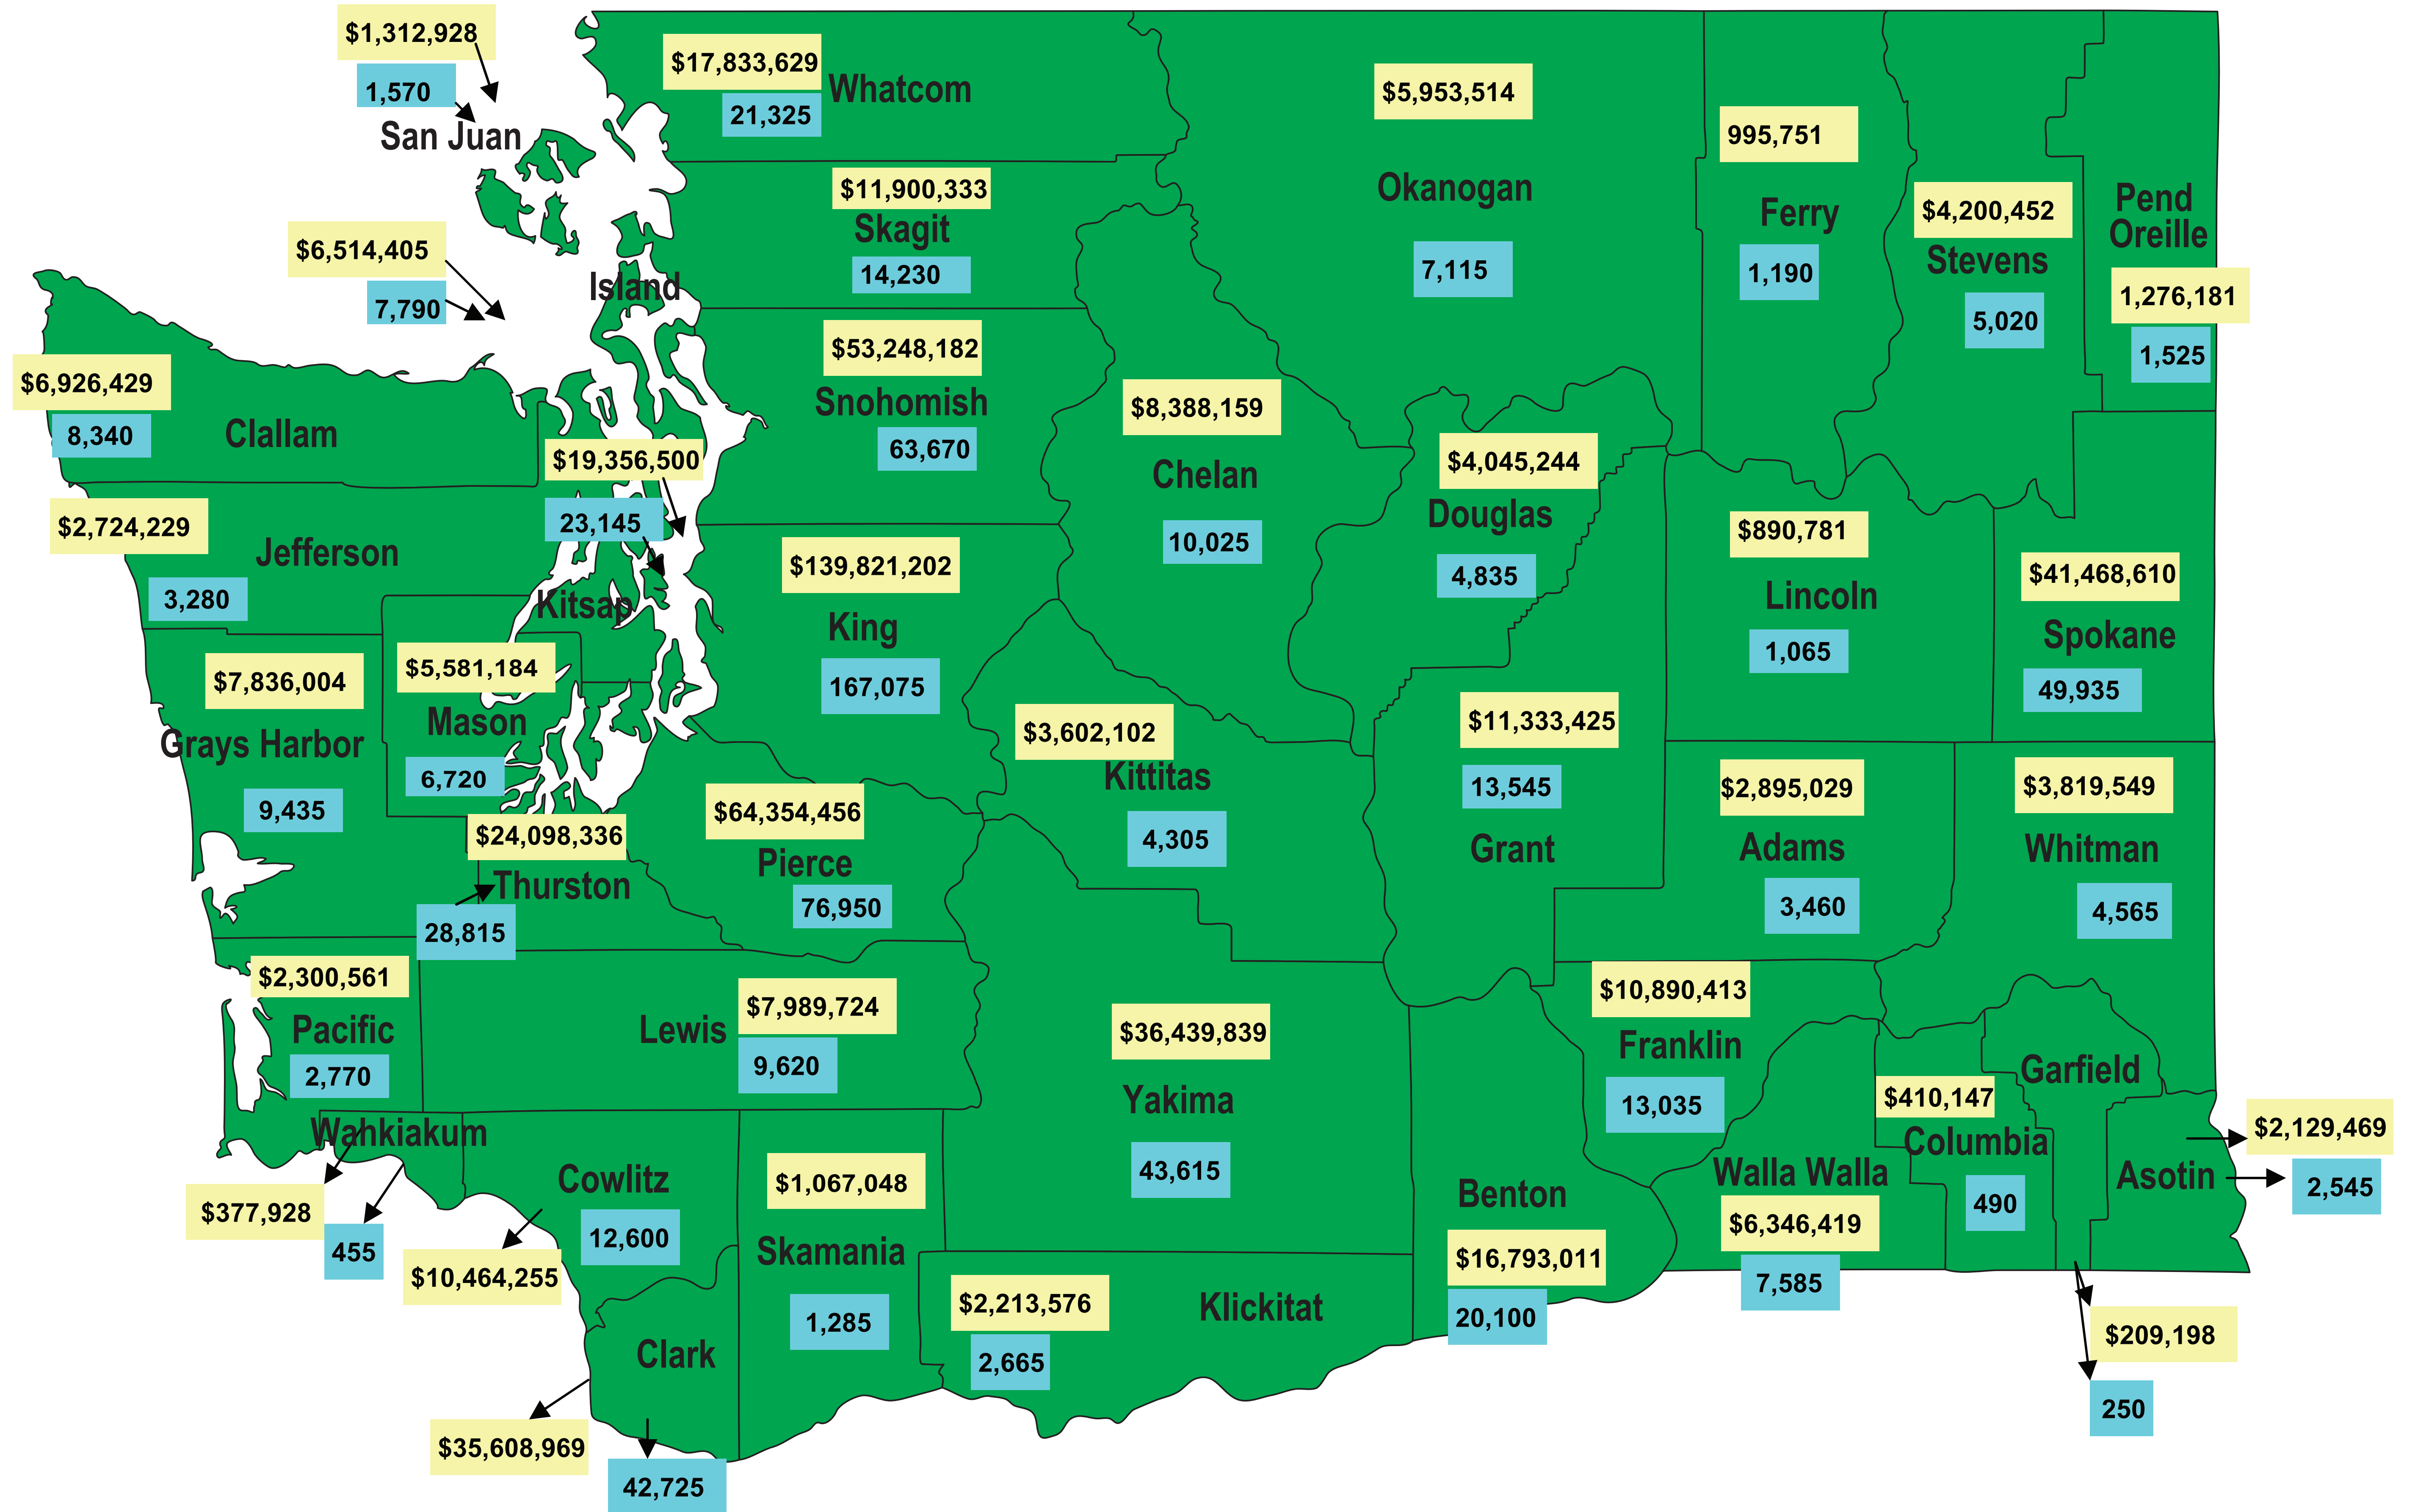 $1,312,928
1,570
San Juan
$17,833,629
Whatcom
21,325
$11,900,333
Skagit
14,230
$6,514,405
7,790
Island
$5,953,514
Okanogan
7,115
995,751
Ferry
1,190
$4,200,452
Stevens
5,020
Pend
Oreille
1,276,181
1,525
$6,926,429
8,340
Clallam
$53,248,182
Snohomish
63,670
$8,388,159
Chelan
10,025
$4,045,244
Douglas
4,835
$2,724,229
Jefferson
3,280
$19,356,500
23,145
Kitsap
$139,821,202
King
167,075
$890,781
Lincoln
1,065
$41,468,610
Spokane
49,935
$7,836,004
Grays Harbor
9,435
$5,581,184
Mason
6,720
$3,602,102
Kittitas
4,305
$11,333,425
13,545
Grant
$2,895,029
Adams
3,460
$3,819,549
Whitman
4,565
$24,098,336
Thurston
28,815
$64,354,456
Pierce
76,950
$2,300,561
Pacific
2,770
Lewis
$7,989,724
9,620
$36,439,839
Yakima
43,615
$10,890,413
Franklin
13,035
$410,147
Columbia
490
Garfield
$209,198
250
Asotin
$2,129,469
2,545
Wahkiakum
$377,928
455
Cowlitz
12,600
$10,464,255
$1,067,048
Skamania
1,285
Benton
$16,793,011
20,100
Walla Walla
$6,346,419
7,585
$2,213,576
2,665
Klickitat
Clark
$35,608,969
42,725